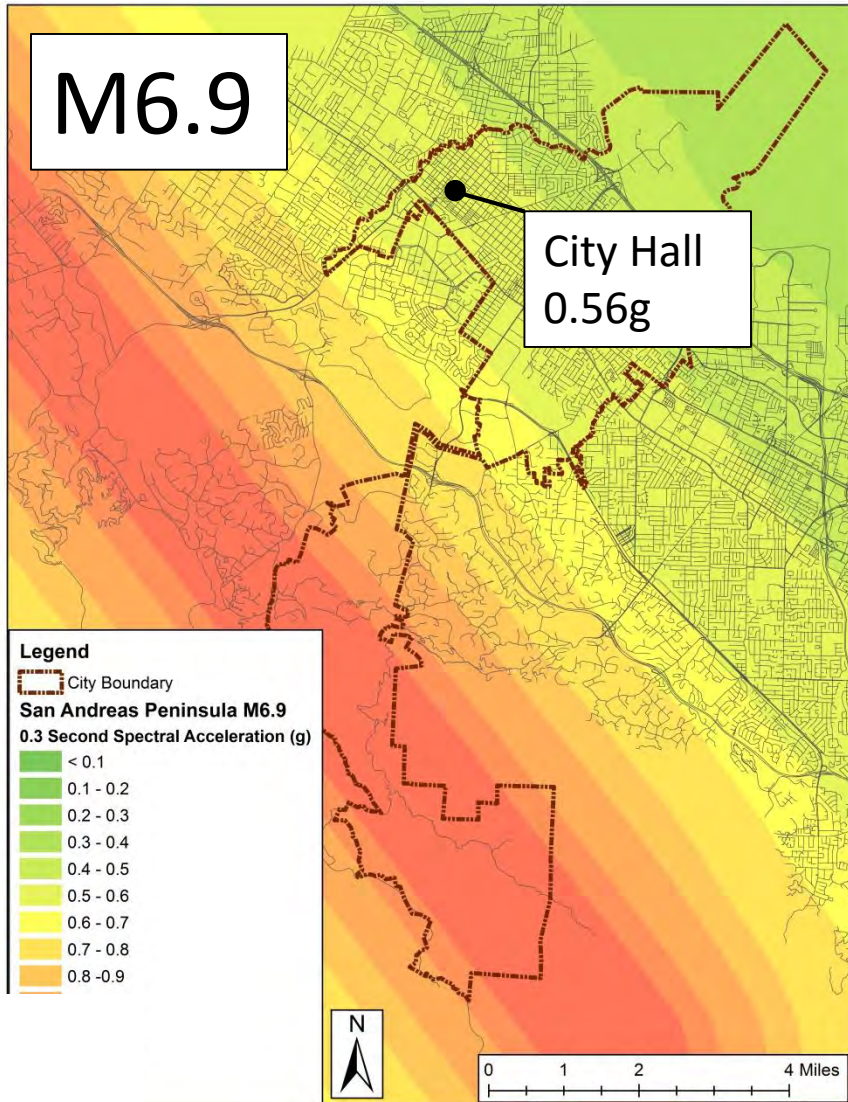 M6.9
City Hall
0.56g
Legend
City Boundary
San Andreas Peninsula M6.9
0.3 Second Spectral Acceleration (g)
< 0.1
0.1 - 0.2
0.2 - 0.3
0.3 - 0.4
0.4 - 0.5
0.5 - 0.6
0.6 - 0.7
0.7 - 0.8
0.8 -0.9
N
0 1 2 4 Miles